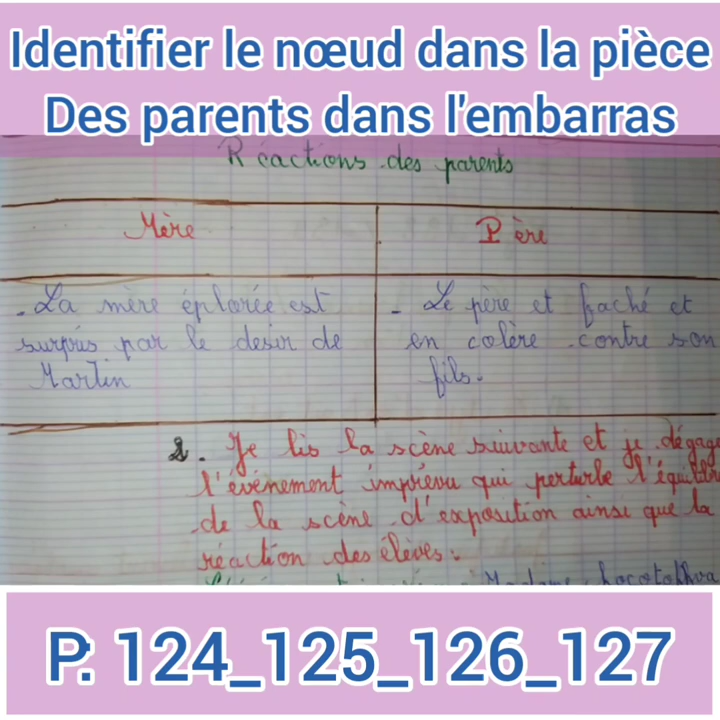 Identifier le nœud dans la pièce
Des parents dans l'embarras
Réactions des parents
Mère
Père
- La mère éplorée est
surpris par le désir de
Martin
- Le père et faché et
en colère contre son
fils.
2. Je lis la scène suivante et je dégage
l'évènement imprévu qui perturbe l'équilibre
de la scène d'exposition ainsi que la
réaction des élèves.
Madame
P. 124_125_126_127